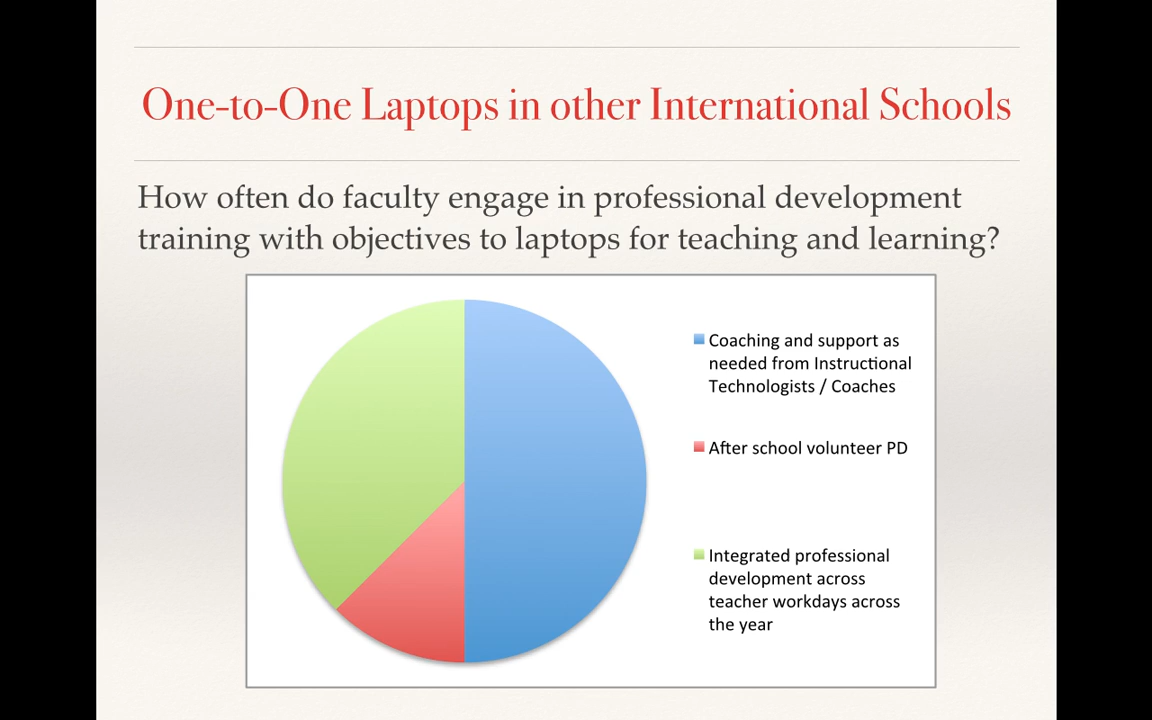 One-to-One Laptops in other International Schools
How often do faculty engage in professional development
training with objectives to laptops for teaching and learning?
Coaching and support as
needed from Instructional
Technologists / Coaches
After school volunteer PD
Integrated professional
development across
teacher workdays across
the year